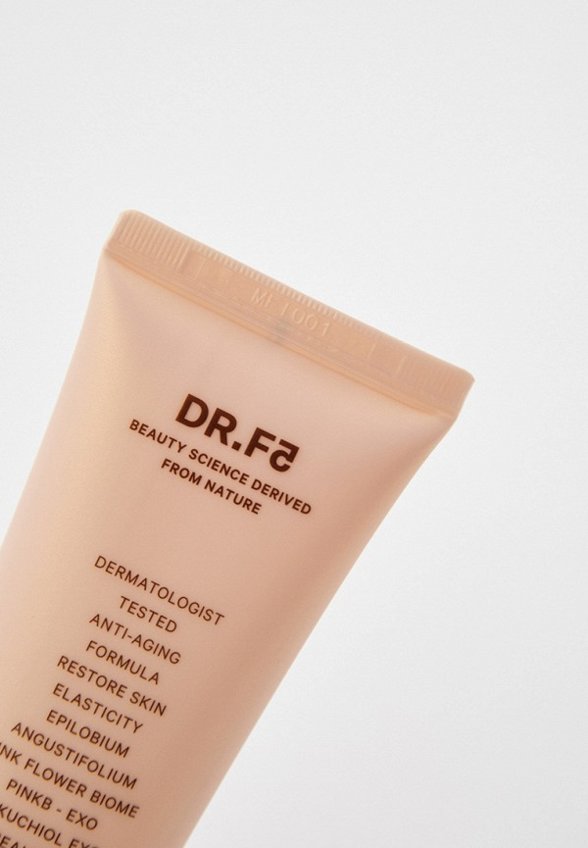 MFT001
DR.F5
BEAUTY SCIENCE DERIVED
FROM NATURE
DERMATOLOGIST
TESTED
ANTI-AGING
FORMULA
RESTORE SKIN
ELASTICITY
EPILOBIUM
ANGUSTIFOLIUM
FLOWER BIOME
PINKB - EXO